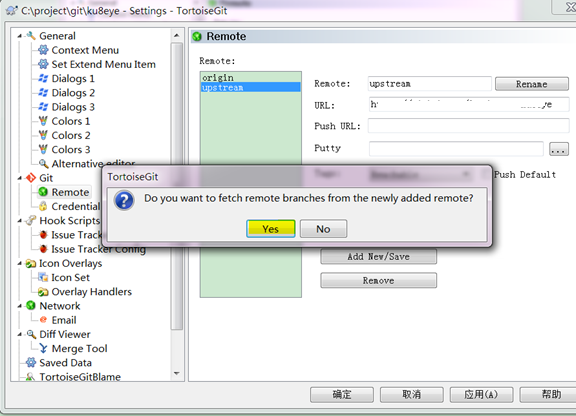 C:\project\git\ku8eye - Settings - TortoiseGit
General
Context Menu
Set Extend Menu Item
Dialogs 1
Dialogs 2
Dialogs 3
Colors 1
Colors 2
Colors 3
Alternative editor
Git
Remote
Credential
Hook Scripts
Issue Track
Issue Tracker Config
Icon Overlays
Icon Set
Overlay Handlers
Network
Email
Diff Viewer
Merge Tool
Saved Data
TortoiseGitBlame
Remote
Remote:
origin
upstream
Remote: upstream Rename
URL:
Push URL:
Putty ...
Push Default
TortoiseGit
Do you want to fetch remote branches from the newly added remote?
Yes No
Add New/Save
Remove
确定 取消 应用(A) 帮助